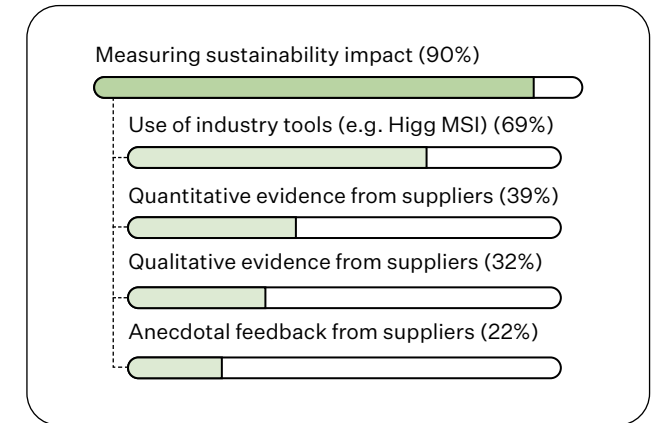 Measuring sustainability impact (90%)
Use of industry tools (e.g. Higg MSI) (69%)
Quantitative evidence from suppliers (39%)
Qualitative evidence from suppliers (32%)
Anecdotal feedback from suppliers (22%)